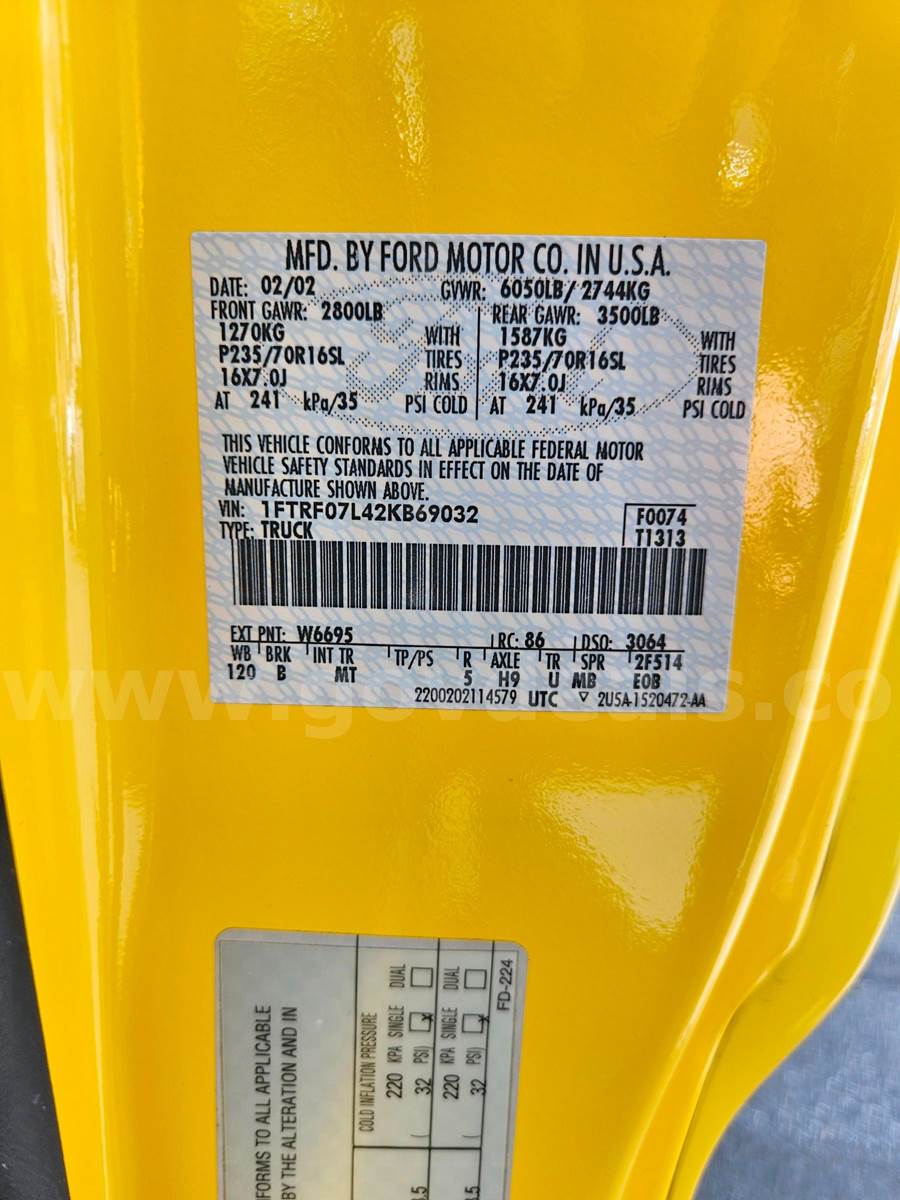 MFD. BY FORD MOTOR CO. IN U.S.A.
DATE: 02/02 GVWR: 6050LB/2744KG
FRONT GAWR: 2800LB REAR GAWR: 3500LB
1270KG WITH 1587KG WITH
P235/70R16SL TIRES P235/70R16SL TIRES
16X7.0J RIMS 16X7.0J RIMS
AT 241 kPa/35 PSI COLD AT 241 kPa/35 PSI COLD
THIS VEHICLE CONFORMS TO ALL APPLICABLE FEDERAL MOTOR
VEHICLE SAFETY STANDARDS IN EFFECT ON THE DATE OF
MANUFACTURE SHOWN ABOVE.
VIN: 1FTRF07L42KB69032 F0074
TYPE: TRUCK T1313
EXT PNT: W6695 RC: 86 DSO: 3064
WB BRK INT TR TP/PS R AXLE TR SPR 2F514
120 B MT 5 H9 U MB EOB
2200202114579 UTC ▽ 2U5A-1520472-AA
www.govdeals.com
FORMS TO ALL APPLICABLE
BY THE ALTERATION AND IN
COLD INFLATION PRESSURE
220 KPA SINGLE DUAL
( 32 PSI) x
220 KPA SINGLE DUAL
( 32 PSI) x
FD-224